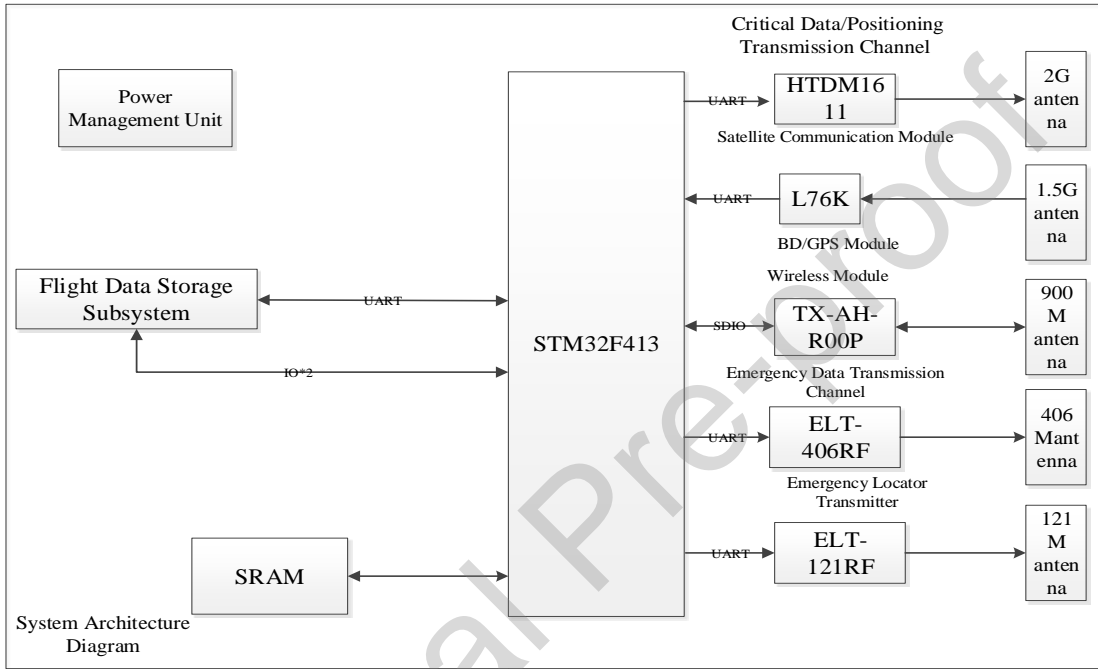 Power
Management Unit
Flight Data Storage
Subsystem
UART
IO*2
SRAM
System Architecture
Diagram
STM32F413
Critical Data/Positioning
Transmission Channel
UART
HTDM16
11
2G
anten
na
Satellite Communication Module
UART
L76K
1.5G
anten
na
BD/GPS Module
Wireless Module
SDIO
TX-AH-
R00P
900
M
anten
na
Emergency Data Transmission
Channel
UART
ELT-
406RF
406
Mant
enna
Emergency Locator
Transmitter
UART
ELT-
121RF
121
M
anten
na
al Pre-proof